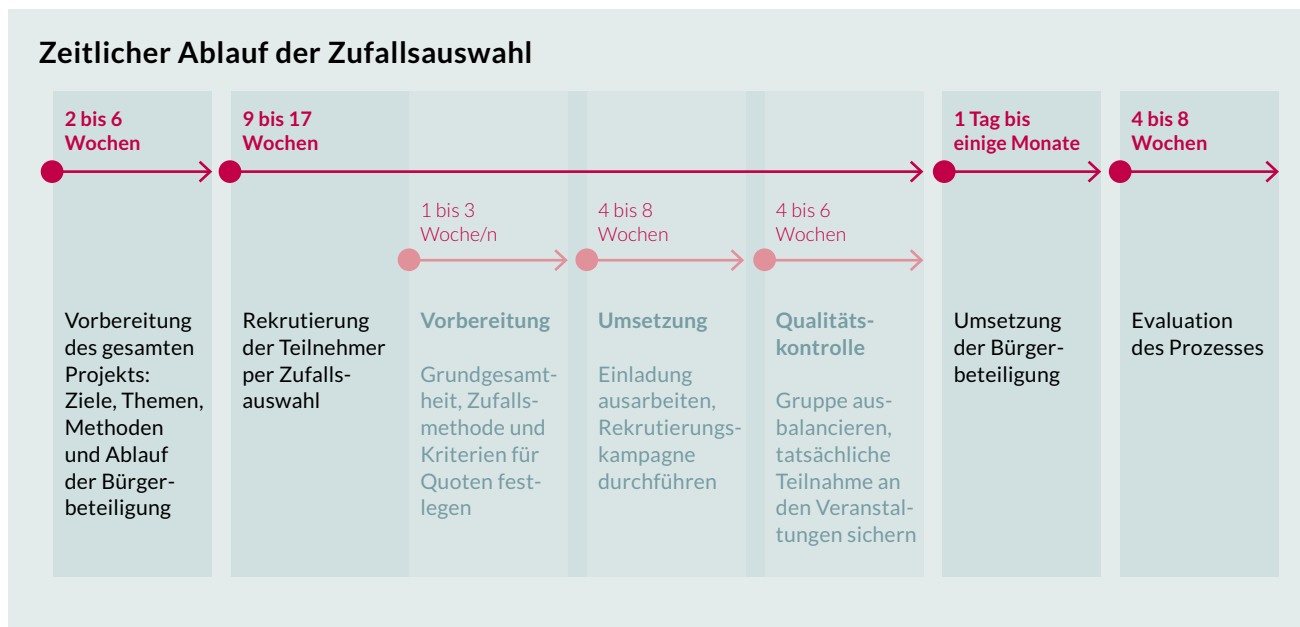 Zeitlicher Ablauf der Zufallsauswahl
2 bis 6
Wochen
9 bis 17
Wochen
1 Tag bis
einige Monate
4 bis 8
Wochen
1 bis 3
Woche/n
4 bis 8
Wochen
4 bis 6
Wochen
Vorbereitung
des gesamten
Projekts:
Ziele, Themen,
Methoden
und Ablauf
der Bürger-
beteiligung
Rekrutierung
der Teilnehmer
per Zufalls-
auswahl
Vorbereitung
Grundgesamt-
heit, Zufalls-
methode und
Kriterien für
Quoten fest-
legen
Umsetzung
Einladung
ausarbeiten,
Rekrutierungs-
kampagne
durchführen
Qualitäts-
kontrolle
Gruppe aus-
balancieren,
tatsächliche
Teilnahme an
den Veranstal-
tungen sichern
Umsetzung
der Bürger-
beteiligung
Evaluation
des Prozesses